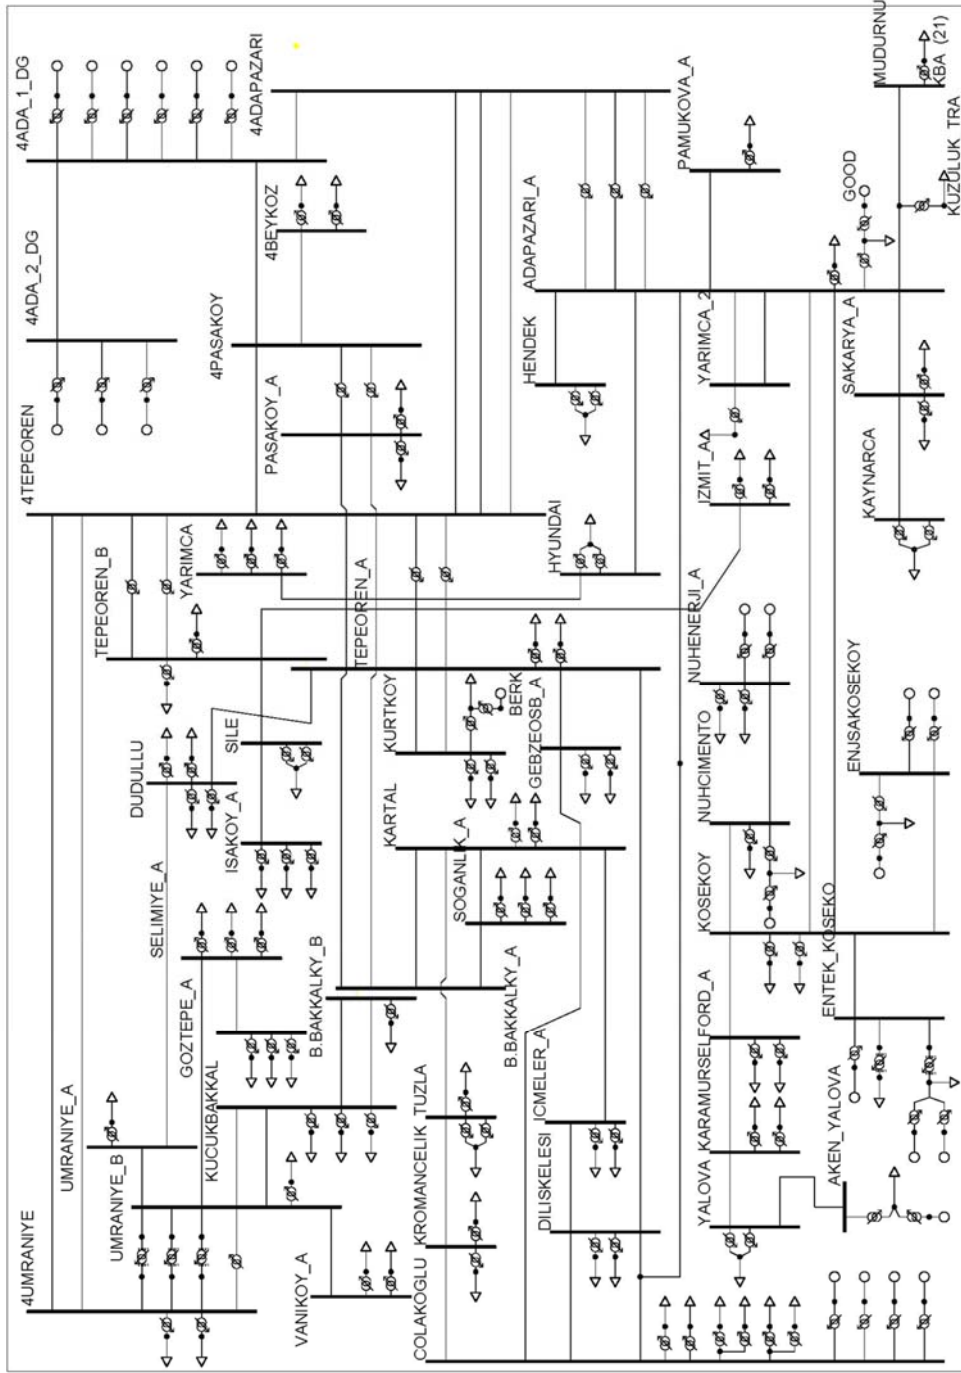 4UMRANIYE
UMRANIYE_A
UMRANIYE_B
VANIKOY_A
KUCUKBAKKAL
GOZTEPE_A
SELIMIYE_A
DUDULLU
ISAKOY_A
SILE
TEPEOREN_B
YARIMCA
4TEPEOREN
4ADA_2_DG
4ADA_1_DG
4ADAPAZARI
4BEYKOZ
4PASAKOY
PASAKOY_A
TEPEOREN_A
B.BAKKALKY_B
COLAKOGLU
KROMANCELIK
TUZLA
B.BAKKALKY_A
SOGANLIK_A
KARTAL
KURTKOY
BERK
GEBZEOSB_A
HYUNDAI
HENDEK
ADAPAZARI_A
DILISKELESI
ICMELER_A
YALOVA
KARAMURSEL
FORD_A
KOSEKOY
NUHCIMENTO
NUHENERJI_A
IZMIT_A
YARIMCA_2
PAMUKOVA_A
AKEN_YALOVA
ENTEK_KOSEKO
ENJSAKOSEKOY
KAYNARCA
SAKARYA_A
GOOD
MUDURNU
KBA (21)
KUZULUK_TRA